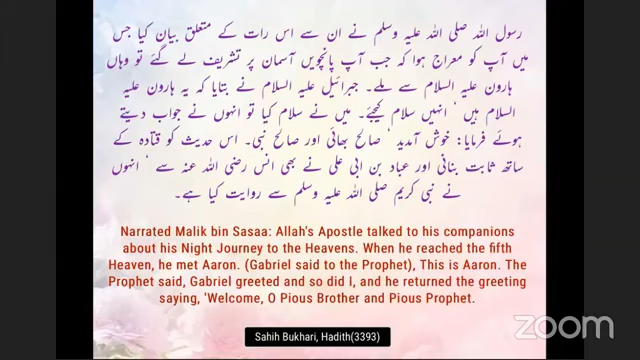 رسول اللہ صلی اللہ علیہ وسلم نے ان سے اس رات کے متعلق بیان کیا جس
میں آپ کو معراج ہوا کہ جب آپ پانچویں آسمان پر تشریف لے گئے تو وہاں
ہارون علیہ السلام سے ملے۔ جبرائیل علیہ السلام نے بتایا کہ یہ ہارون علیہ
السلام ہیں ‘ انہیں سلام کیجئے۔ میں نے سلام کیا تو انہوں نے جواب دیتے
ہوئے فرمایا: خوش آمدید ‘ صالح بھائی اور صالح نبی۔ اس حدیث کو قتادہ کے
ساتھ ثابت بنانی اور عباد بن ابی علی نے بھی انس رضی اللہ عنہ سے ‘ انہوں
نے نبی کریم صلی اللہ علیہ وسلم سے روایت کیا ہے۔
Narrated Malik bin Sasaa: Allah's Apostle talked to his companions
about his Night Journey to the Heavens. When he reached the fifth
Heaven, he met Aaron. (Gabriel said to the Prophet), This is Aaron. The
Prophet said, Gabriel greeted and so did I, and he returned the greeting
saying, 'Welcome, O Pious Brother and Pious Prophet.
Sahih Bukhari, Hadith(3393)
zoom